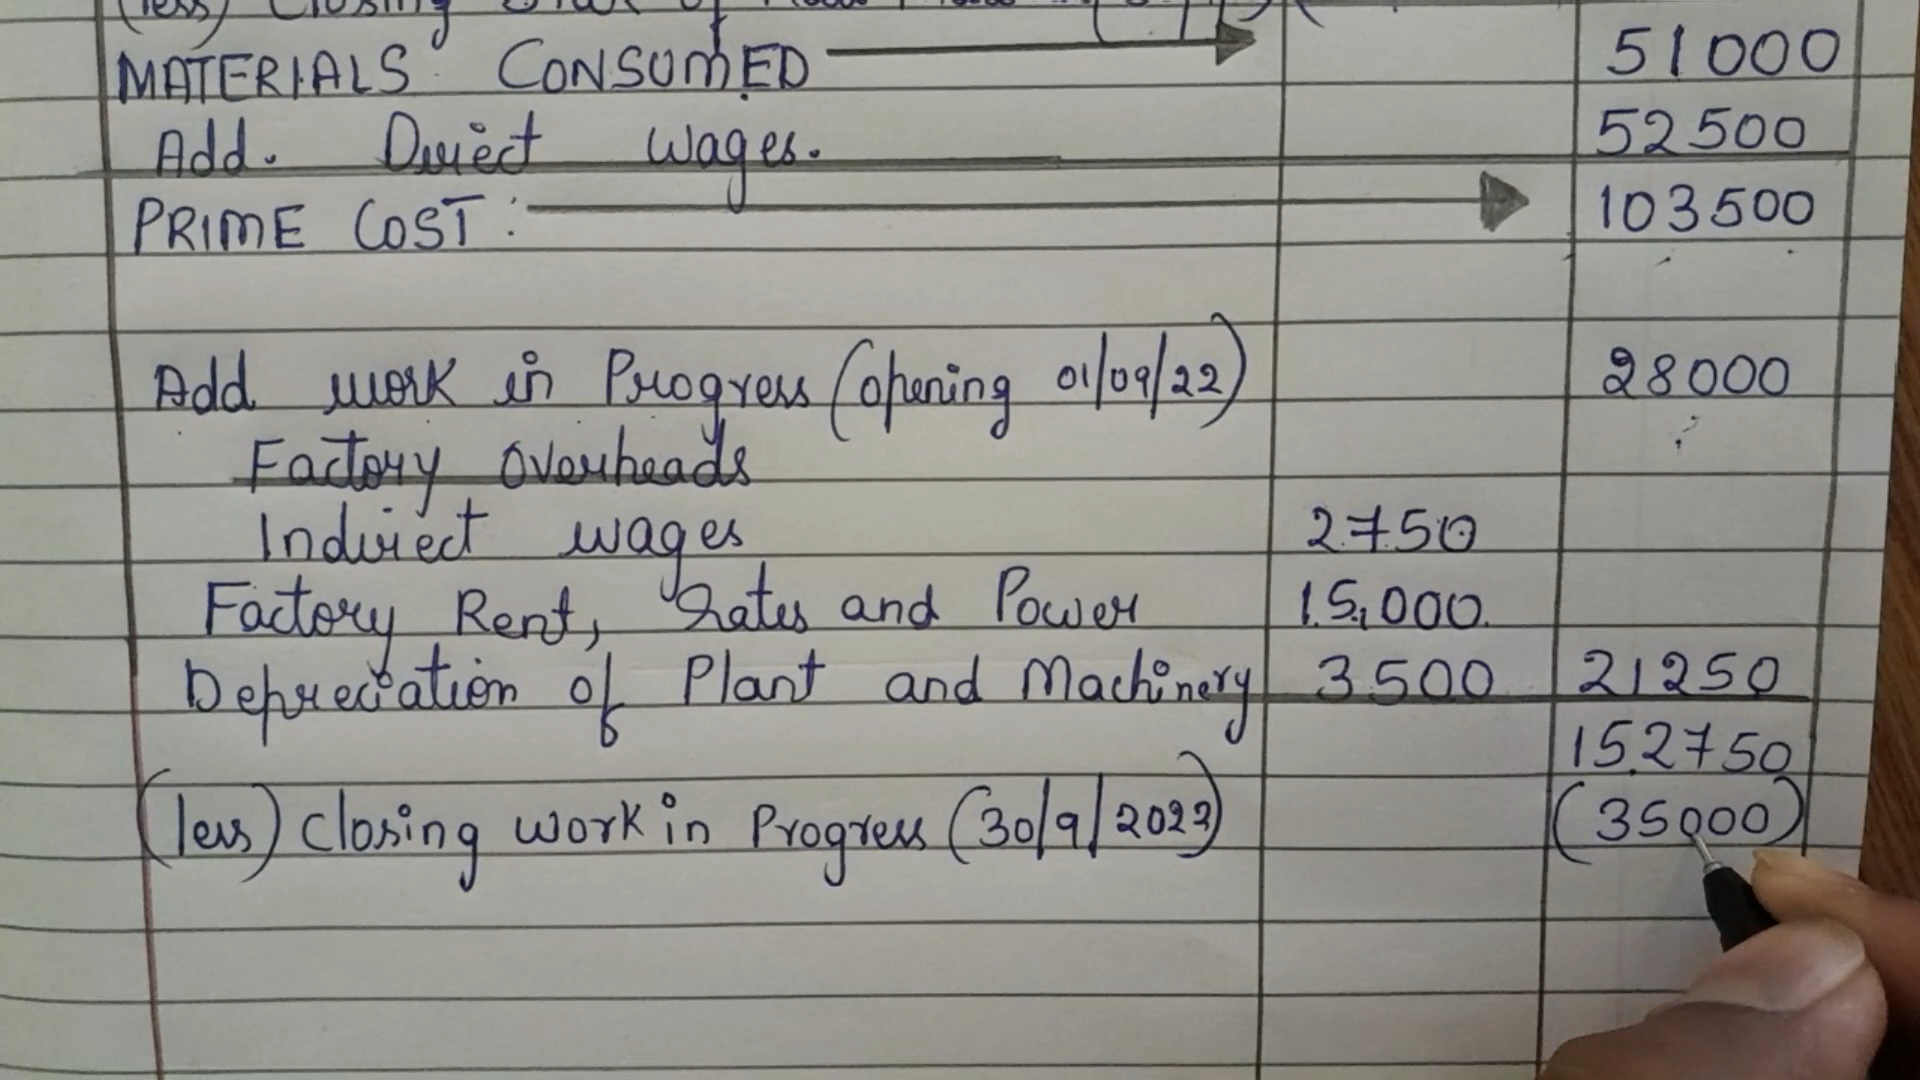 (less) Closing
MATERIALS CONSUMED 51000
Add. Direct Wages. 52500
PRIME COST: 103500
Add work in Progress (opening 01/09/22) 28000
Factory Overheads
Indirect wages 2750
Factory Rent, Rates and Power 15,000
Depreciation of Plant and Machinery 3500 21250
152750
(less) Closing work in Progress (30/9/2022) (35000)